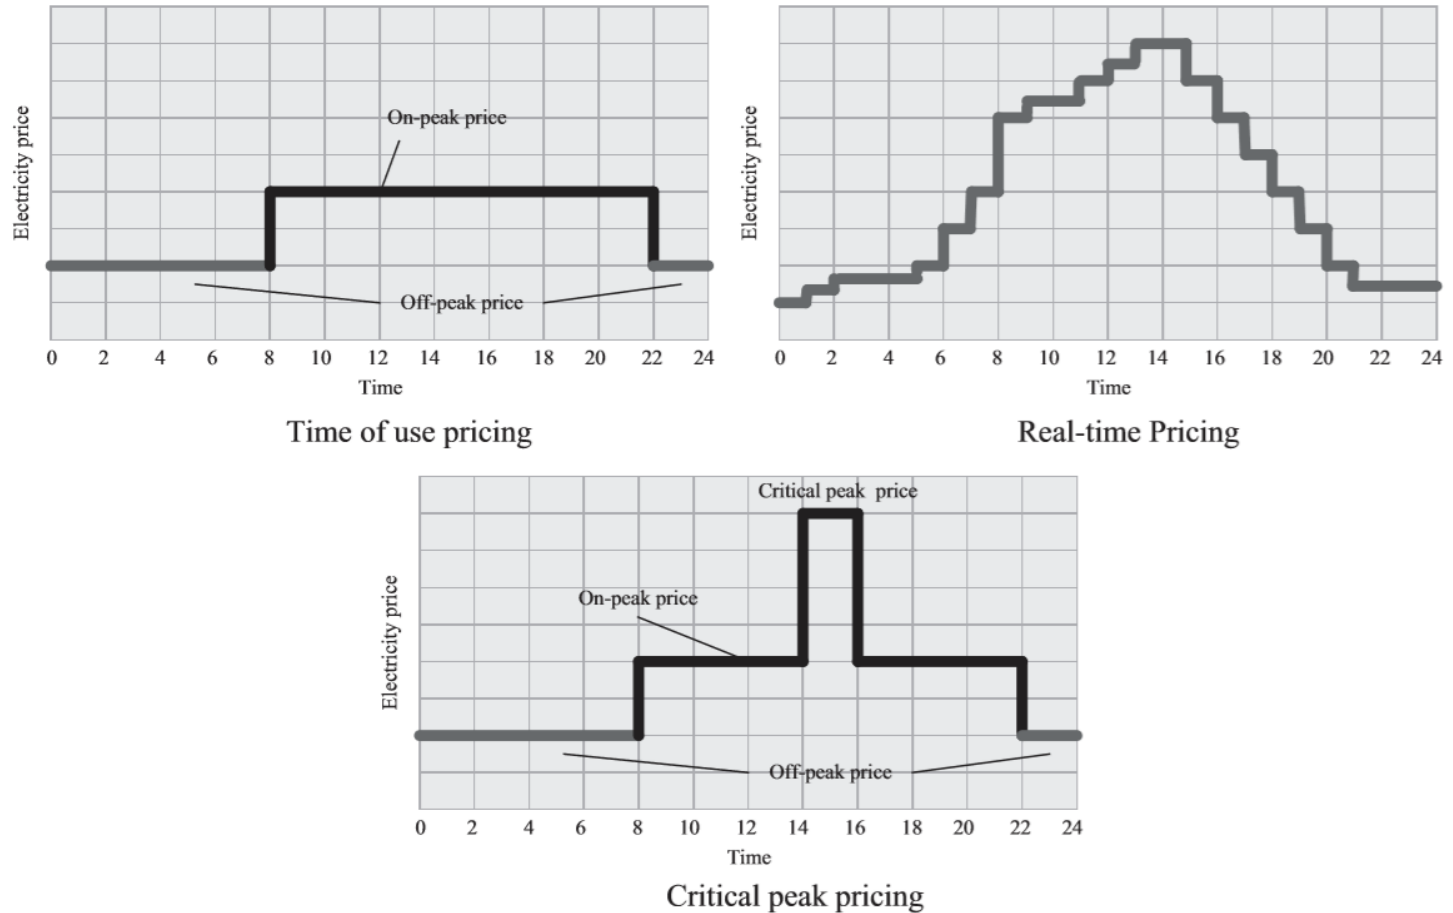 Electricity price
On-peak price
Off-peak price
0 2 4 6 8 10 12 14 16 18 20 22 24
Time
Time of use pricing
Electricity price
0 2 4 6 8 10 12 14 16 18 20 22 24
Time
Real-time Pricing
Electricity price
Critical peak price
On-peak price
Off-peak price
0 2 4 6 8 10 12 14 16 18 20 22 24
Time
Critical peak pricing